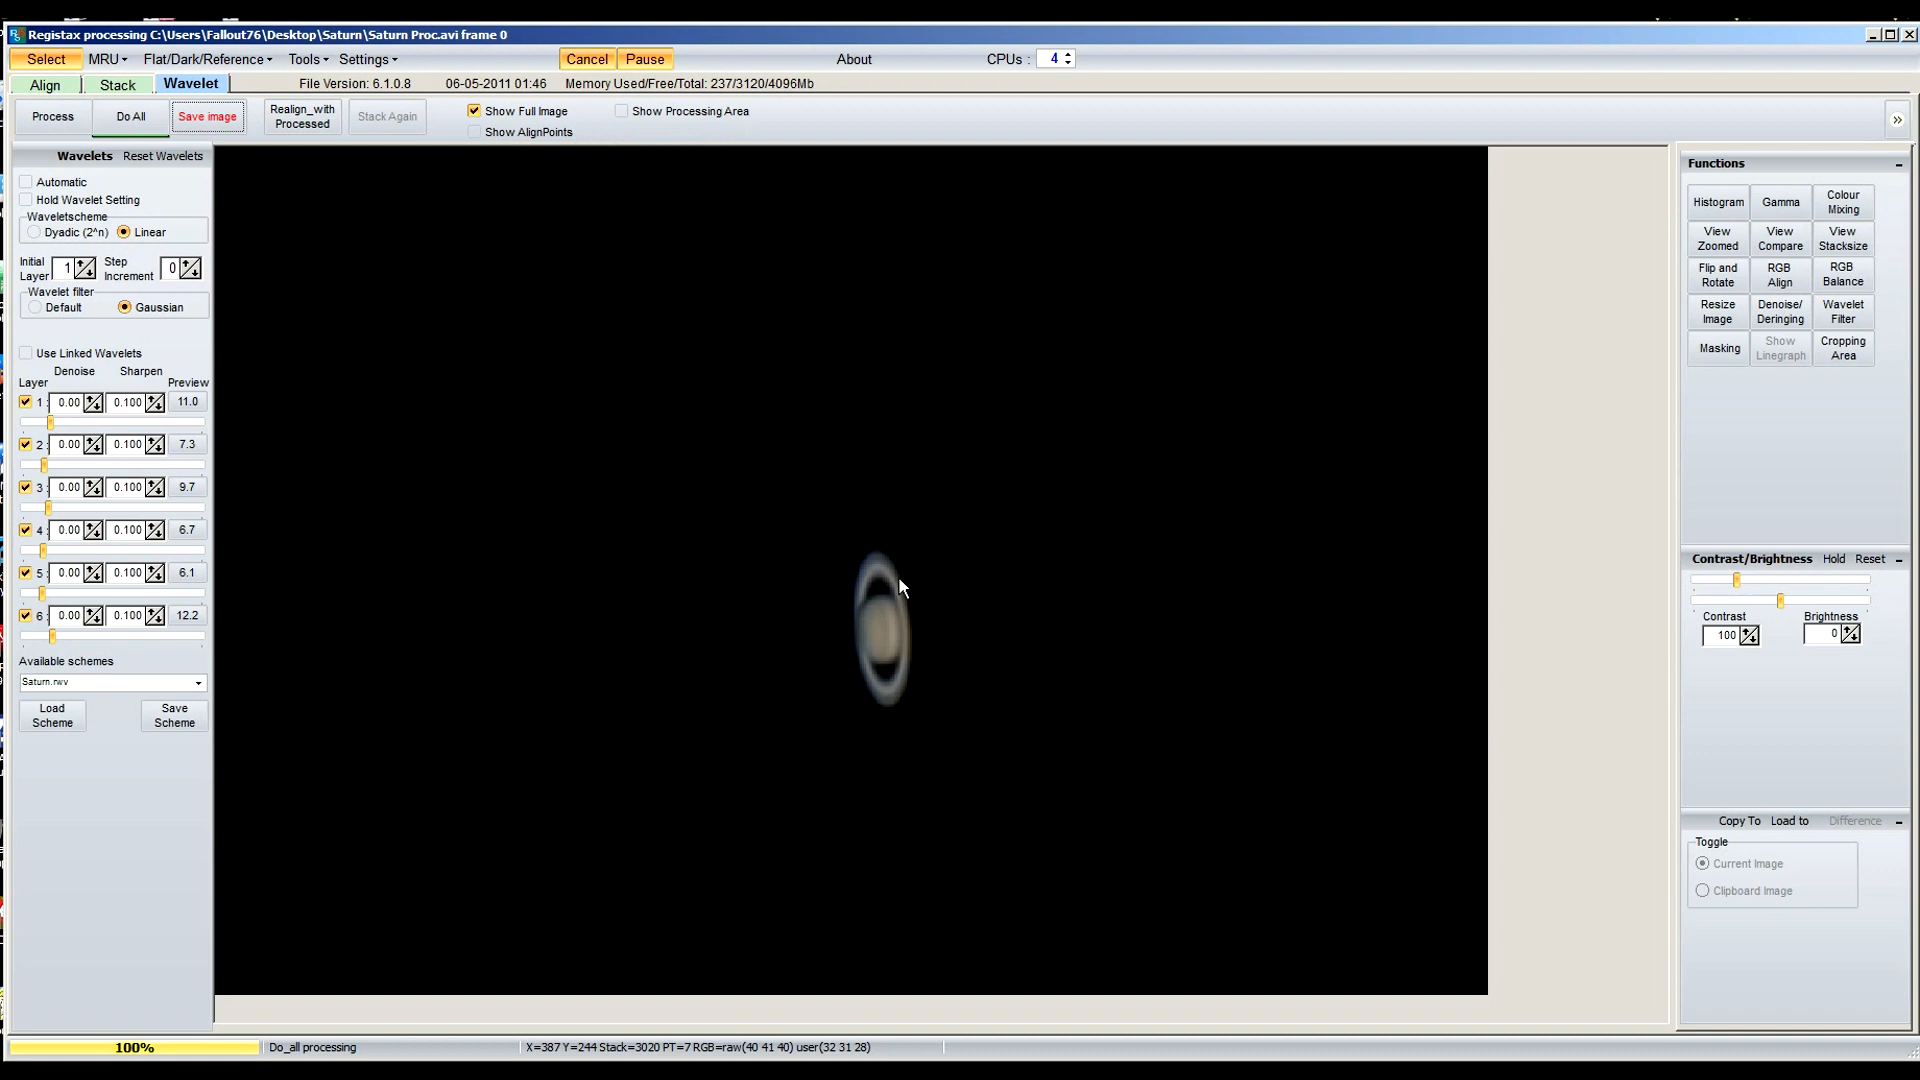 Registax processing C:\Users\Fallout76\Desktop\Saturn\Saturn Proc.avi frame 0
Select MRU Flat/Dark/Reference Tools Settings Cancel Pause About CPUs : 4
Align Stack Wavelet File Version: 6.1.0.8 06-05-2011 01:46 Memory Used/Free/Total: 237/3120/4096Mb
Process Do All Save image Realign_with Processed Stack Again Show Full Image Show Processing Area
Show AlignPoints
Wavelets Reset Wavelets
Automatic
Hold Wavelet Setting
Waveletscheme
Dyadic (2^n) Linear
Initial Layer 1 Step Increment 0
Wavelet filter
Default Gaussian
Use Linked Wavelets
Denoise Sharpen
Layer Preview
1 : 0.00 0.100 11.0
2 : 0.00 0.100 7.3
3 : 0.00 0.100 9.7
4 : 0.00 0.100 6.7
5 : 0.00 0.100 6.1
6 : 0.00 0.100 12.2
Available schemes
Saturn.rwv
Load Scheme Save Scheme
Functions
Histogram Gamma Colour Mixing
View Zoomed View Compare View Stacksize
Flip and Rotate RGB Align RGB Balance
Resize Image Denoise/ Deringing Wavelet Filter
Masking Show Linegraph Cropping Area
Contrast/Brightness Hold Reset
Contrast Brightness
100 0
Copy To Load to Difference
Toggle
Current Image
Clipboard Image
100% Do_all processing X=387 Y=244 Stack=3020 PT=7 RGB=raw(40 41 40) user(32 31 28)